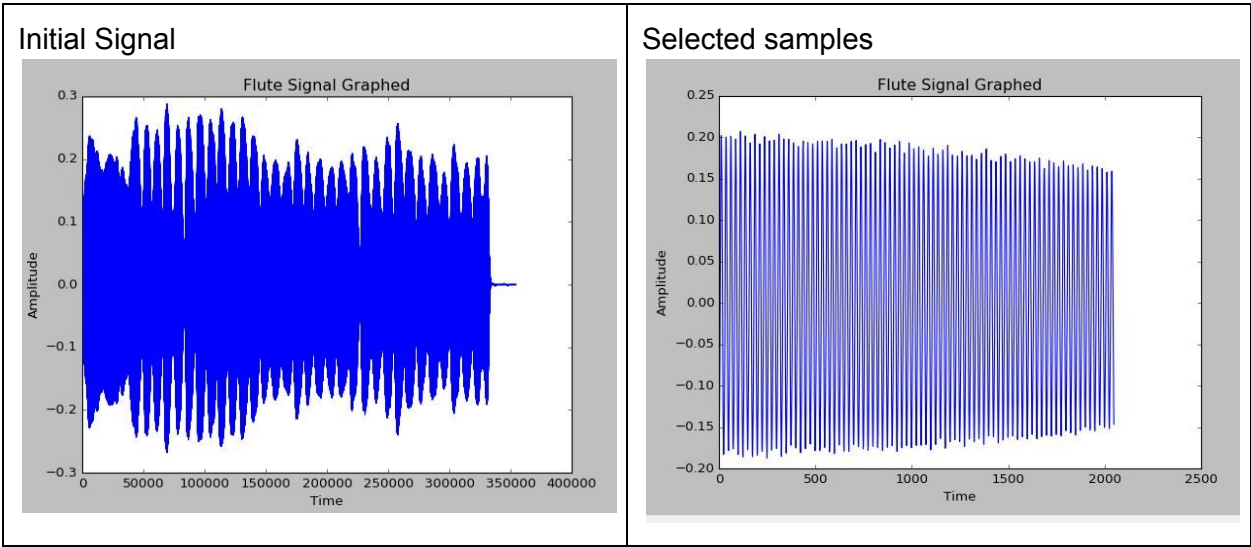 Initial Signal
Flute Signal Graphed
0.3
0.2
0.1
0.0
−0.1
−0.2
−0.3
Amplitude
0 50000 100000 150000 200000 250000 300000 350000 400000
Time
Selected samples
Flute Signal Graphed
0.25
0.20
0.15
0.10
0.05
0.00
−0.05
−0.10
−0.15
−0.20
Amplitude
0 500 1000 1500 2000 2500
Time